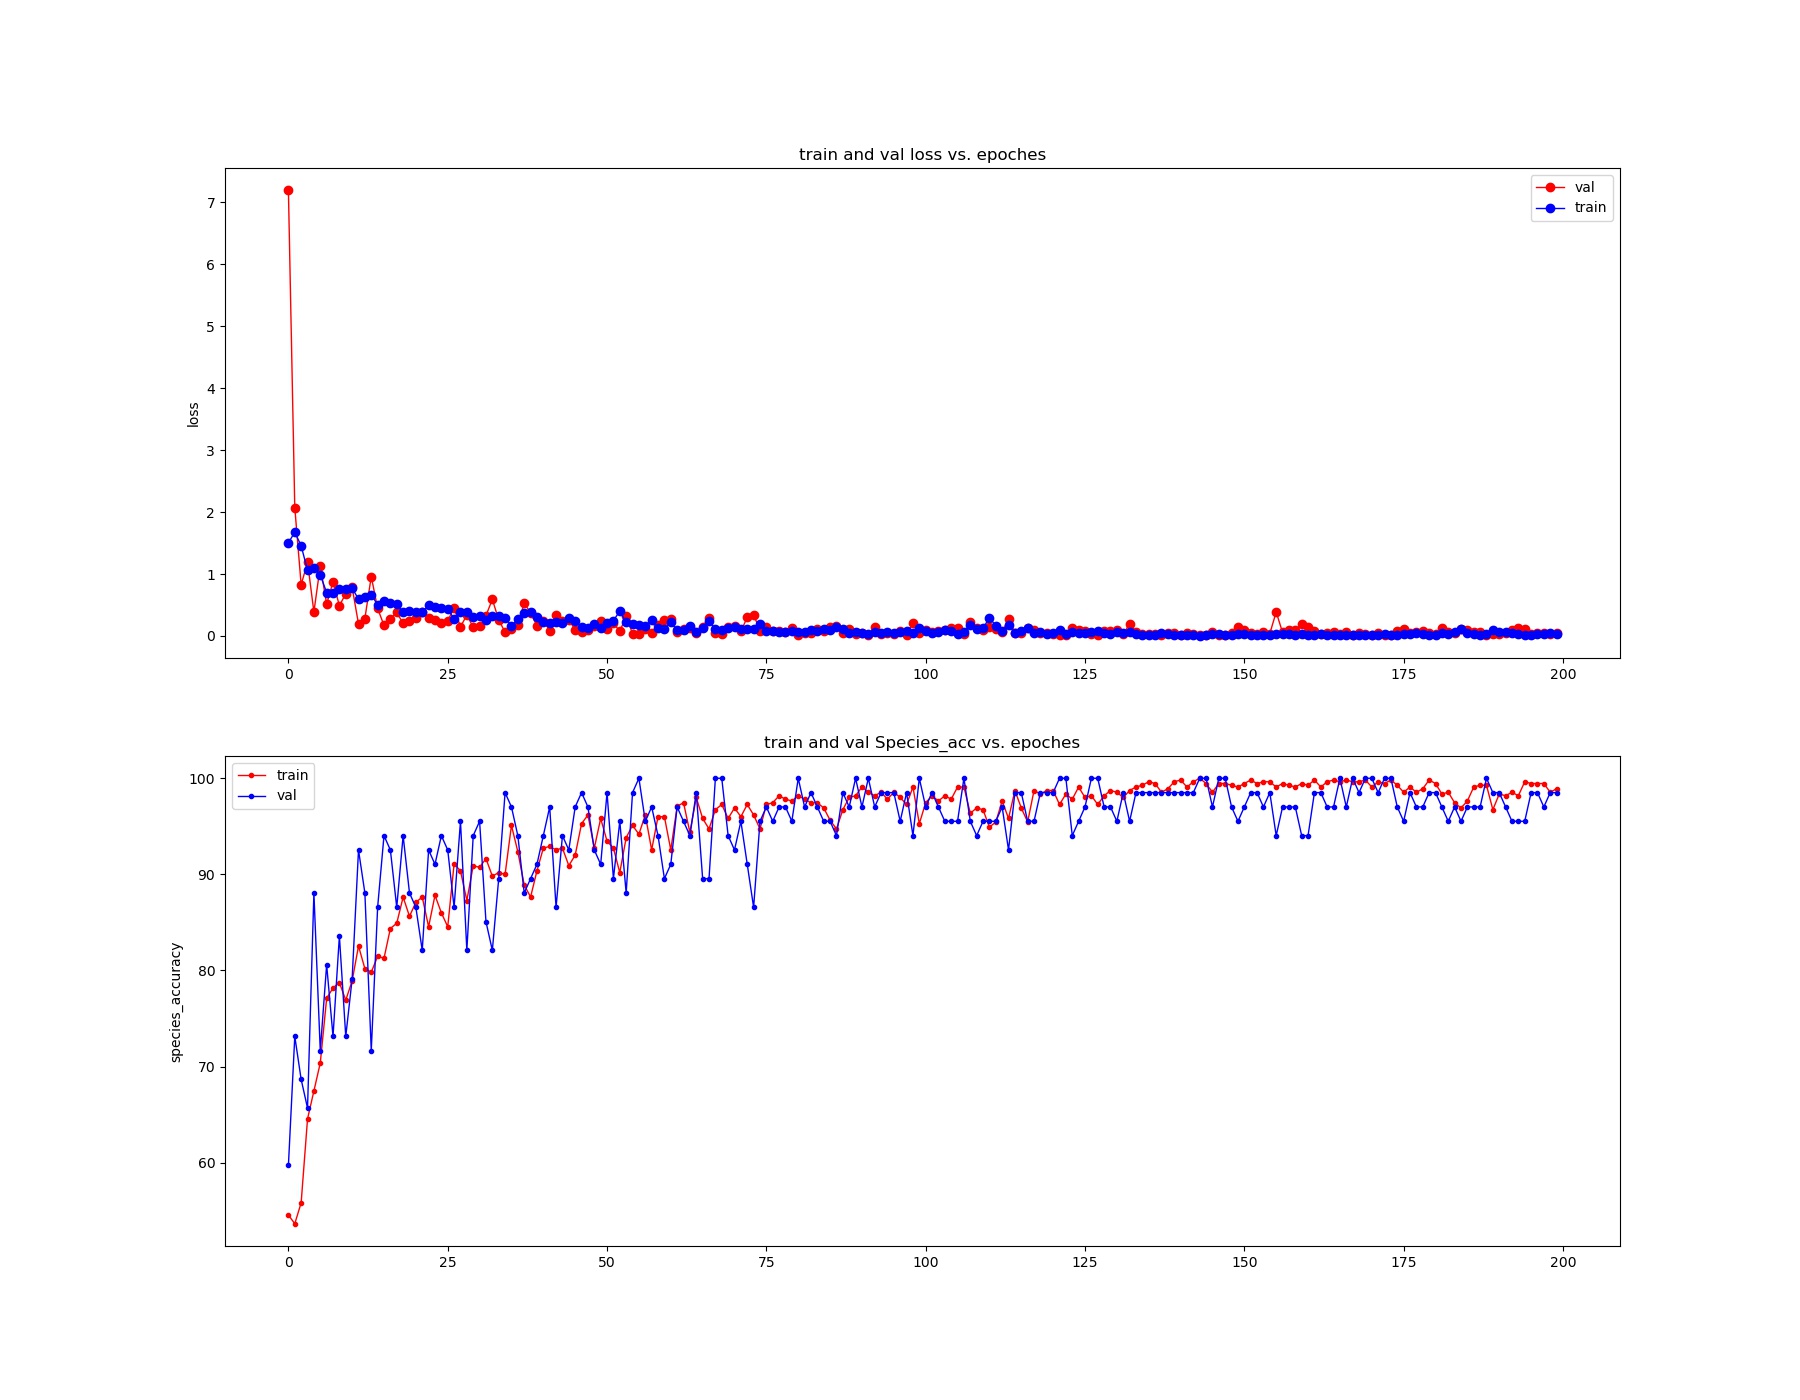 train and val loss vs. epoches
val
train
7
6
5
4
3
2
1
0
loss
0 25 50 75 100 125 150 175 200
train and val Species_acc vs. epoches
train
val
100
90
80
70
60
species_accuracy
0 25 50 75 100 125 150 175 200